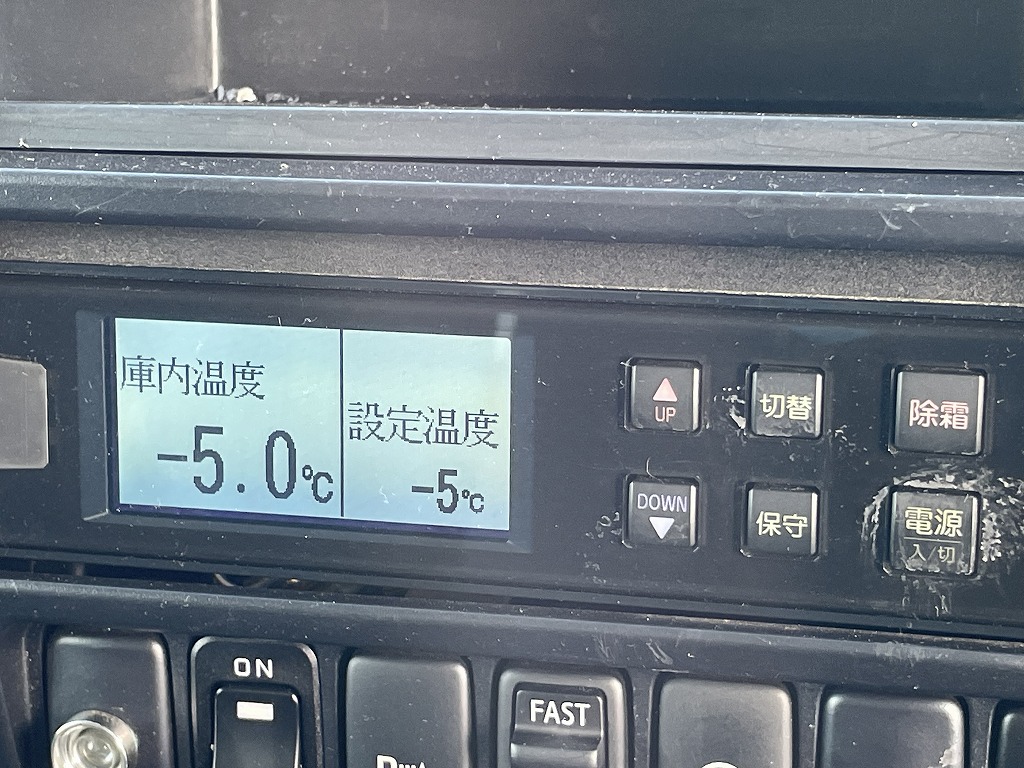 庫内温度
-5.0℃
設定温度
-5℃
UP
切替
除霜
DOWN
保守
電源
入/切
ON
FAST